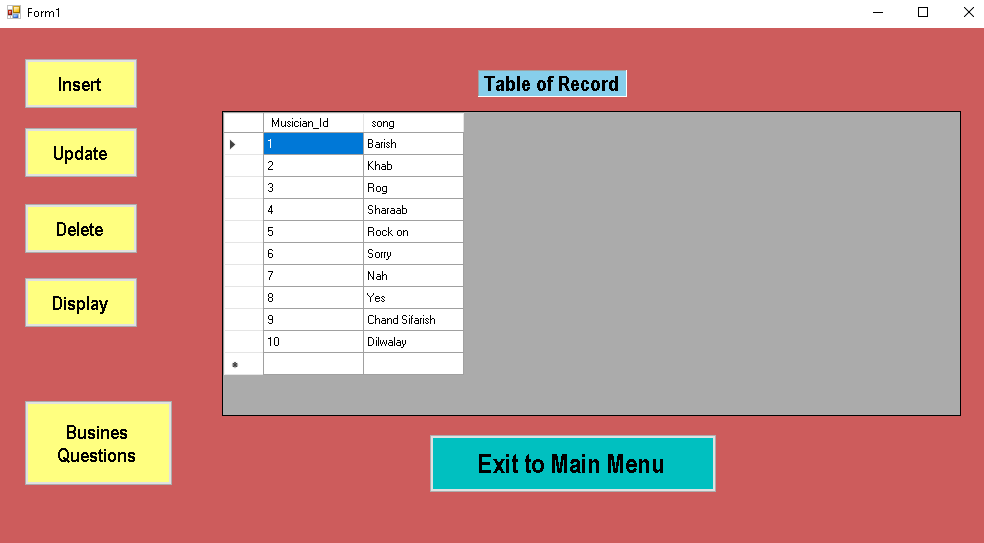 Form1
Insert
Update
Delete
Display
Busines
Questions
Table of Record
Musician_Id song
1 Barish
2 Khab
3 Rog
4 Sharaab
5 Rock on
6 Sorry
7 Nah
8 Yes
9 Chand Sifarish
10 Dilwalay
Exit to Main Menu